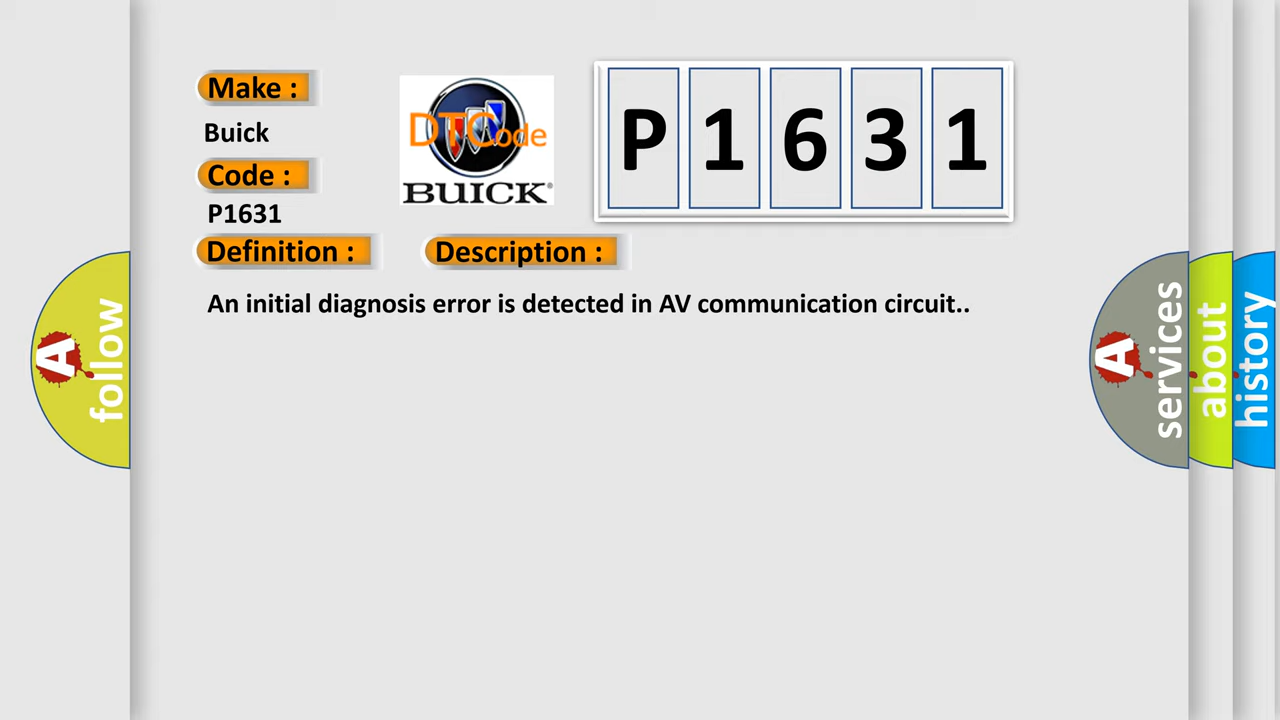 Make :
Buick
Code :
P1631
Definition :
Description :
An initial diagnosis error is detected in AV communication circuit..
DTCode
BUICK®
P 1 6 3 1
A
follow
A
services
about
history